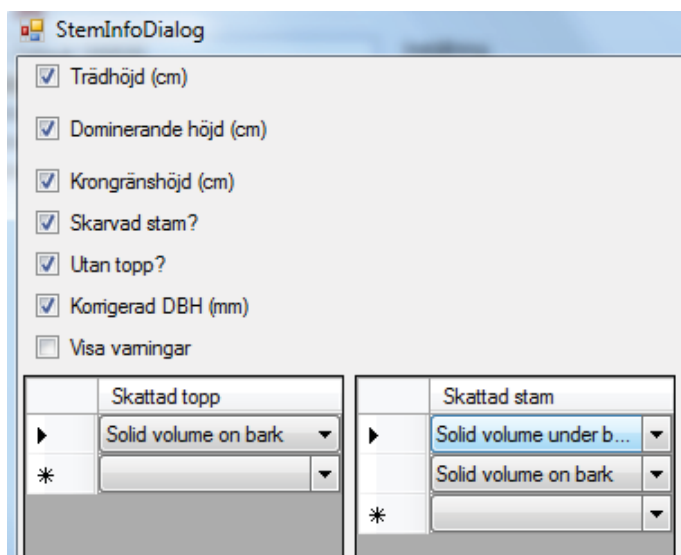 StemInfoDialog
Trädhöjd (cm)
Dominerande höjd (cm)
Krongränshöjd (cm)
Skarvad stam?
Utan topp?
Korrigerad DBH (mm)
Visa varningar
Skattad topp Skattad stam
Solid volume on bark Solid volume under b...
Solid volume on bark